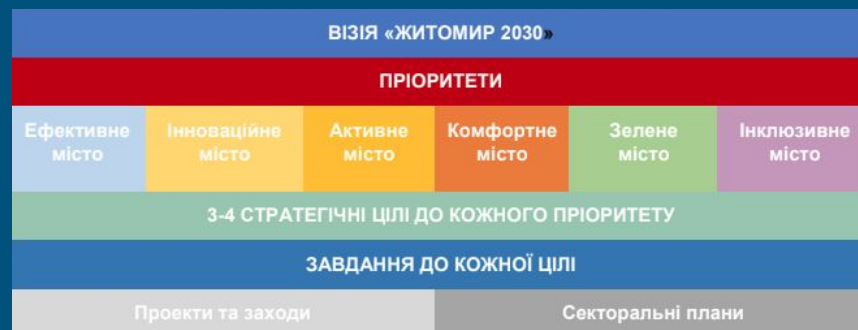 ВІЗІЯ «ЖИТОМИР 2030»
ПРІОРИТЕТИ
Ефективне місто
Інноваційне місто
Активне місто
Комфортне місто
Зелене місто
Інклюзивне місто
3-4 СТРАТЕГІЧНІ ЦІЛІ ДО КОЖНОГО ПРІОРИТЕТУ
ЗАВДАННЯ ДО КОЖНОЇ ЦІЛІ
Проекти та заходи
Секторальні плани